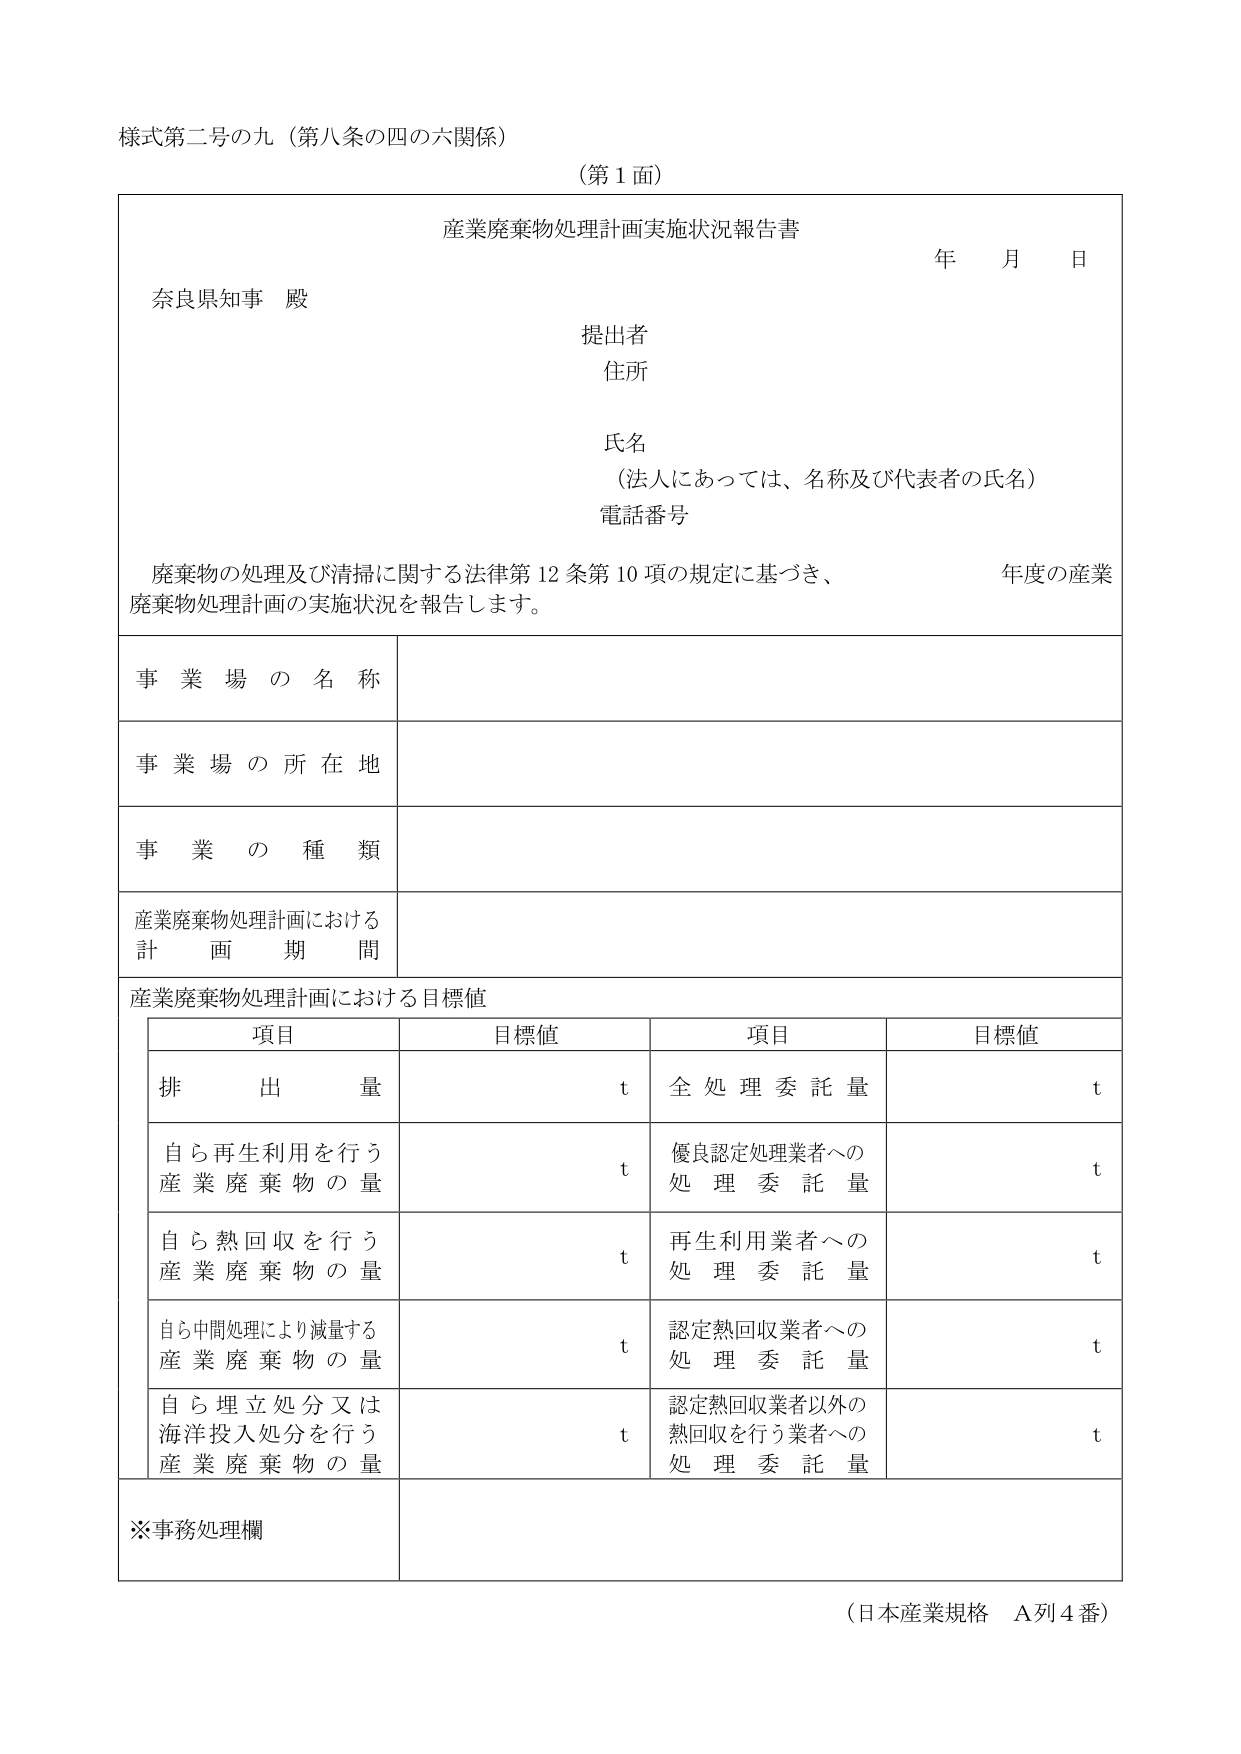 様式第二号の九（第八条の四の六関係）
（第１面）
産業廃棄物処理計画実施状況報告書
年　　月　　日
奈良県知事　殿
提出者
住所
氏名
（法人にあっては、名称及び代表者の氏名）
電話番号
廃棄物の処理及び清掃に関する法律第 12 条第 10 項の規定に基づき、　　　　　　　年度の産業
廃棄物処理計画の実施状況を報告します。
事業場の名称
事業場の所在地
事業の種類
産業廃棄物処理計画における
計画期間
産業廃棄物処理計画における目標値
項目　目標値　項目　目標値
排出量　t　全処理委託量　t
自ら再生利用を行う
産業廃棄物の量　t　優良認定処理業者への
処理委託量　t
自ら熱回収を行う
産業廃棄物の量　t　再生利用業者への
処理委託量　t
自ら中間処理により減量する
産業廃棄物の量　t　認定熱回収業者への
処理委託量　t
自ら埋立処分又は
海洋投入処分を行う
産業廃棄物の量　t　認定熱回収業者以外の
熱回収を行う業者への
処理委託量　t
※事務処理欄
（日本産業規格　Ａ列４番）